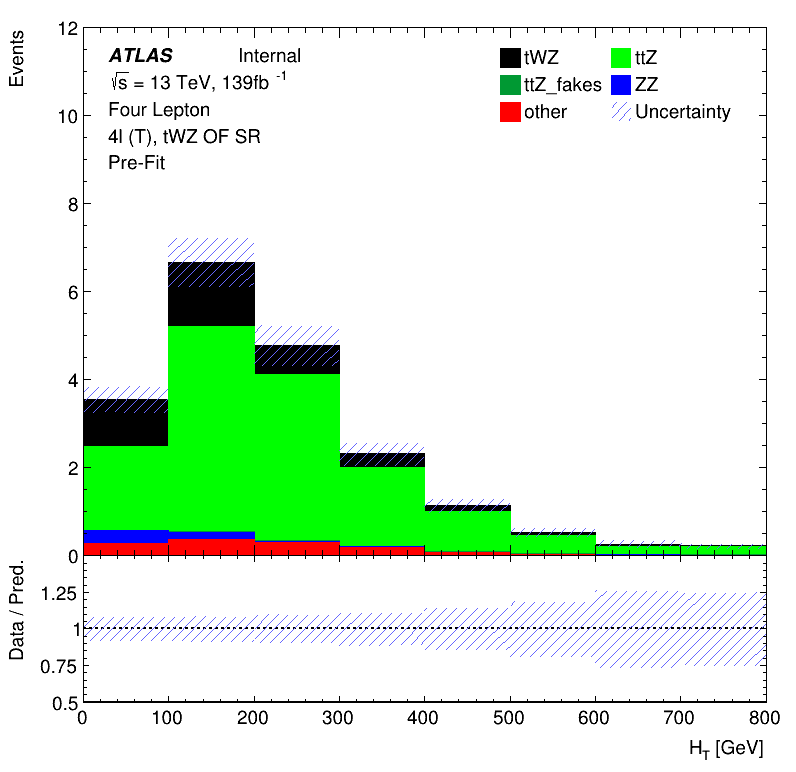 Events
12
10
8
6
4
2
0
ATLAS Internal
√s = 13 TeV, 139fb -1
Four Lepton
4l (T), tWZ OF SR
Pre-Fit
tWZ ttZ
ttZ_fakes ZZ
other Uncertainty
Data / Pred.
1.25
1
0.75
0.5
0 100 200 300 400 500 600 700 800
H_T [GeV]